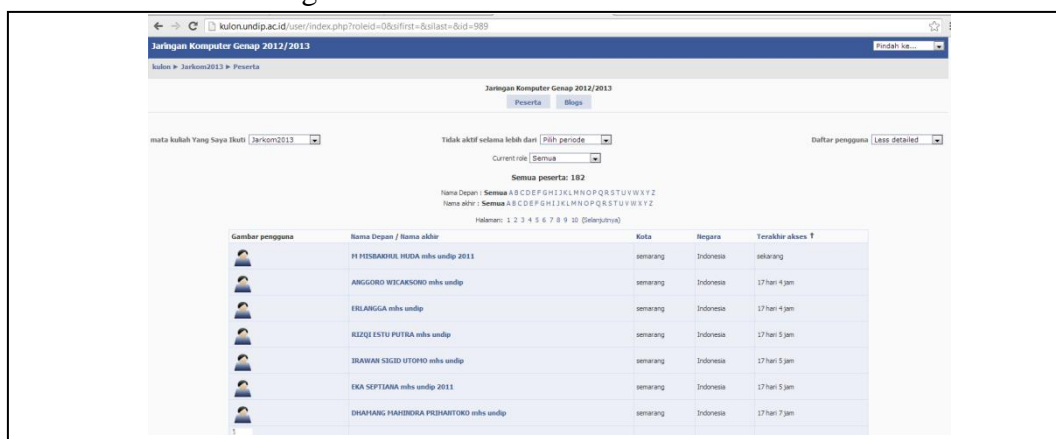 kulon.undip.ac.id/user/index.php?roleid=0&sifirst=&silast=&id=989
Jaringan Komputer Genap 2012/2013 Pindah ke...
kulon ► Jarkom2013 ► Peserta
Jaringan Komputer Genap 2012/2013
Peserta Blogs
mata kuliah Yang Saya Ikuti Jarkom2013 Tidak aktif selama lebih dari Pilih periode Daftar pengguna Less detailed
Current role Semua
Semua peserta: 182
Nama Depan : Semua A B C D E F G H I J K L M N O P Q R S T U V W X Y Z
Nama akhir : Semua A B C D E F G H I J K L M N O P Q R S T U V W X Y Z
Halaman: 1 2 3 4 5 6 7 8 9 10 (Selanjutnya)
Gambar pengguna Nama Depan / Nama akhir Kota Negara Terakhir akses ↑
M MISBAKHUL HUDA mhs undip 2011 semarang Indonesia sekarang
ANGGORO WICAKSONO mhs undip semarang Indonesia 17 hari 4 jam
ERLANGGA mhs undip semarang Indonesia 17 hari 4 jam
RIZQI ESTU PUTRA mhs undip semarang Indonesia 17 hari 5 jam
IRAWAN SIGID UTOMO mhs undip semarang Indonesia 17 hari 5 jam
EKA SEPTIANA mhs undip 2011 semarang Indonesia 17 hari 5 jam
DHAMANG MAHINDRA PRIHANTOKO mhs undip semarang Indonesia 17 hari 7 jam